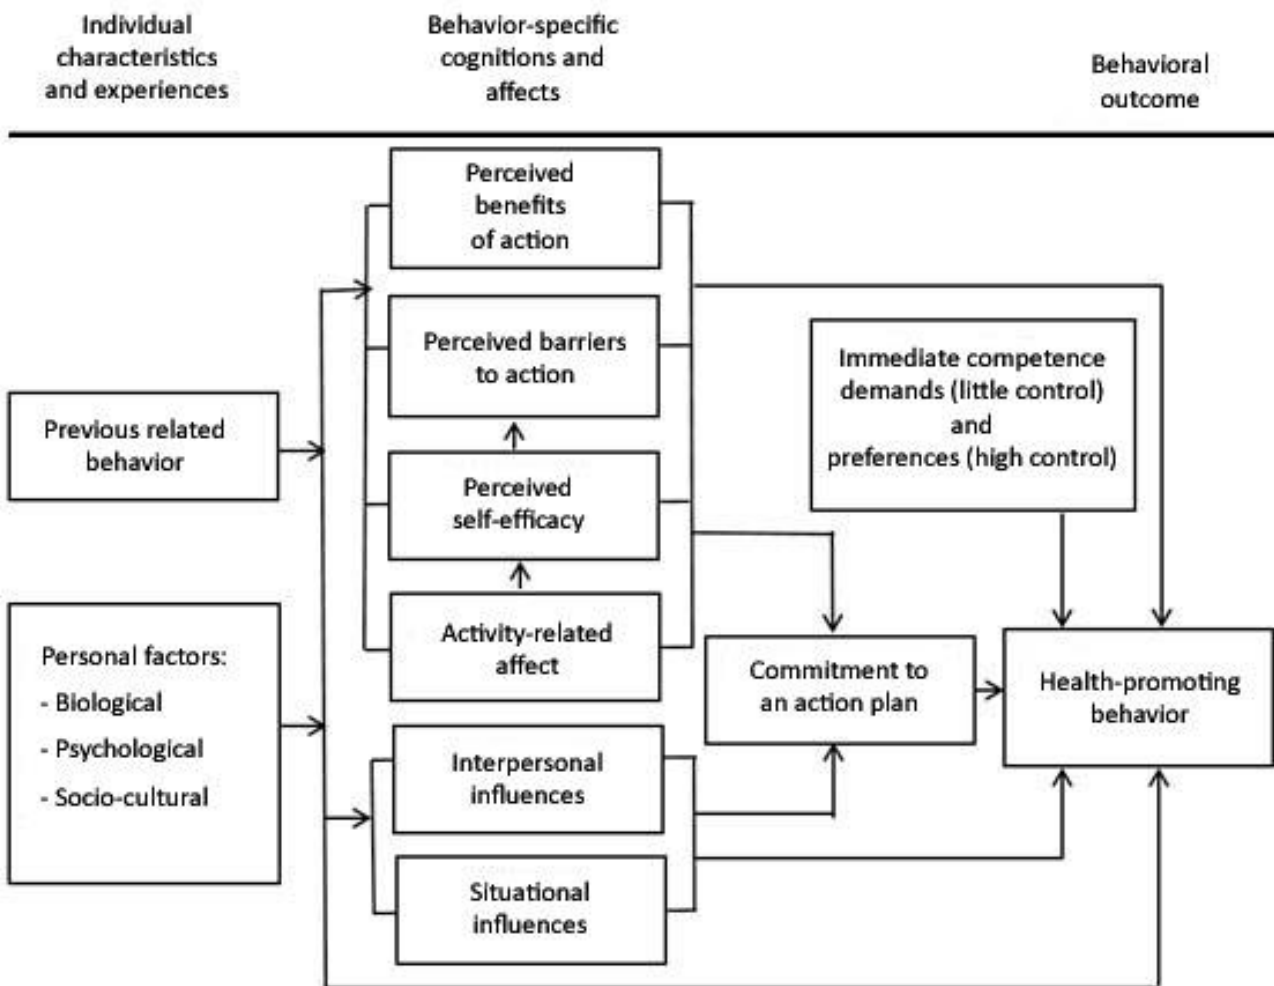 Individual
characteristics
and experiences
Behavior-specific
cognitions and
affects
Behavioral
outcome
Perceived
benefits
of action
Perceived barriers
to action
Immediate competence
demands (little control)
and
preferences (high control)
Previous related
behavior
Perceived
self-efficacy
Activity-related
affect
Personal factors:
- Biological
- Psychological
- Socio-cultural
Commitment to
an action plan
Health-promoting
behavior
Interpersonal
influences
Situational
influences